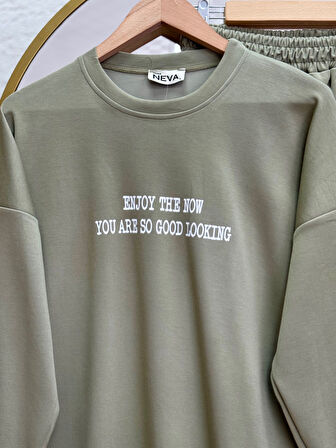 NEVA.
ENJOY THE NOW
YOU ARE SO GOOD LOOKING